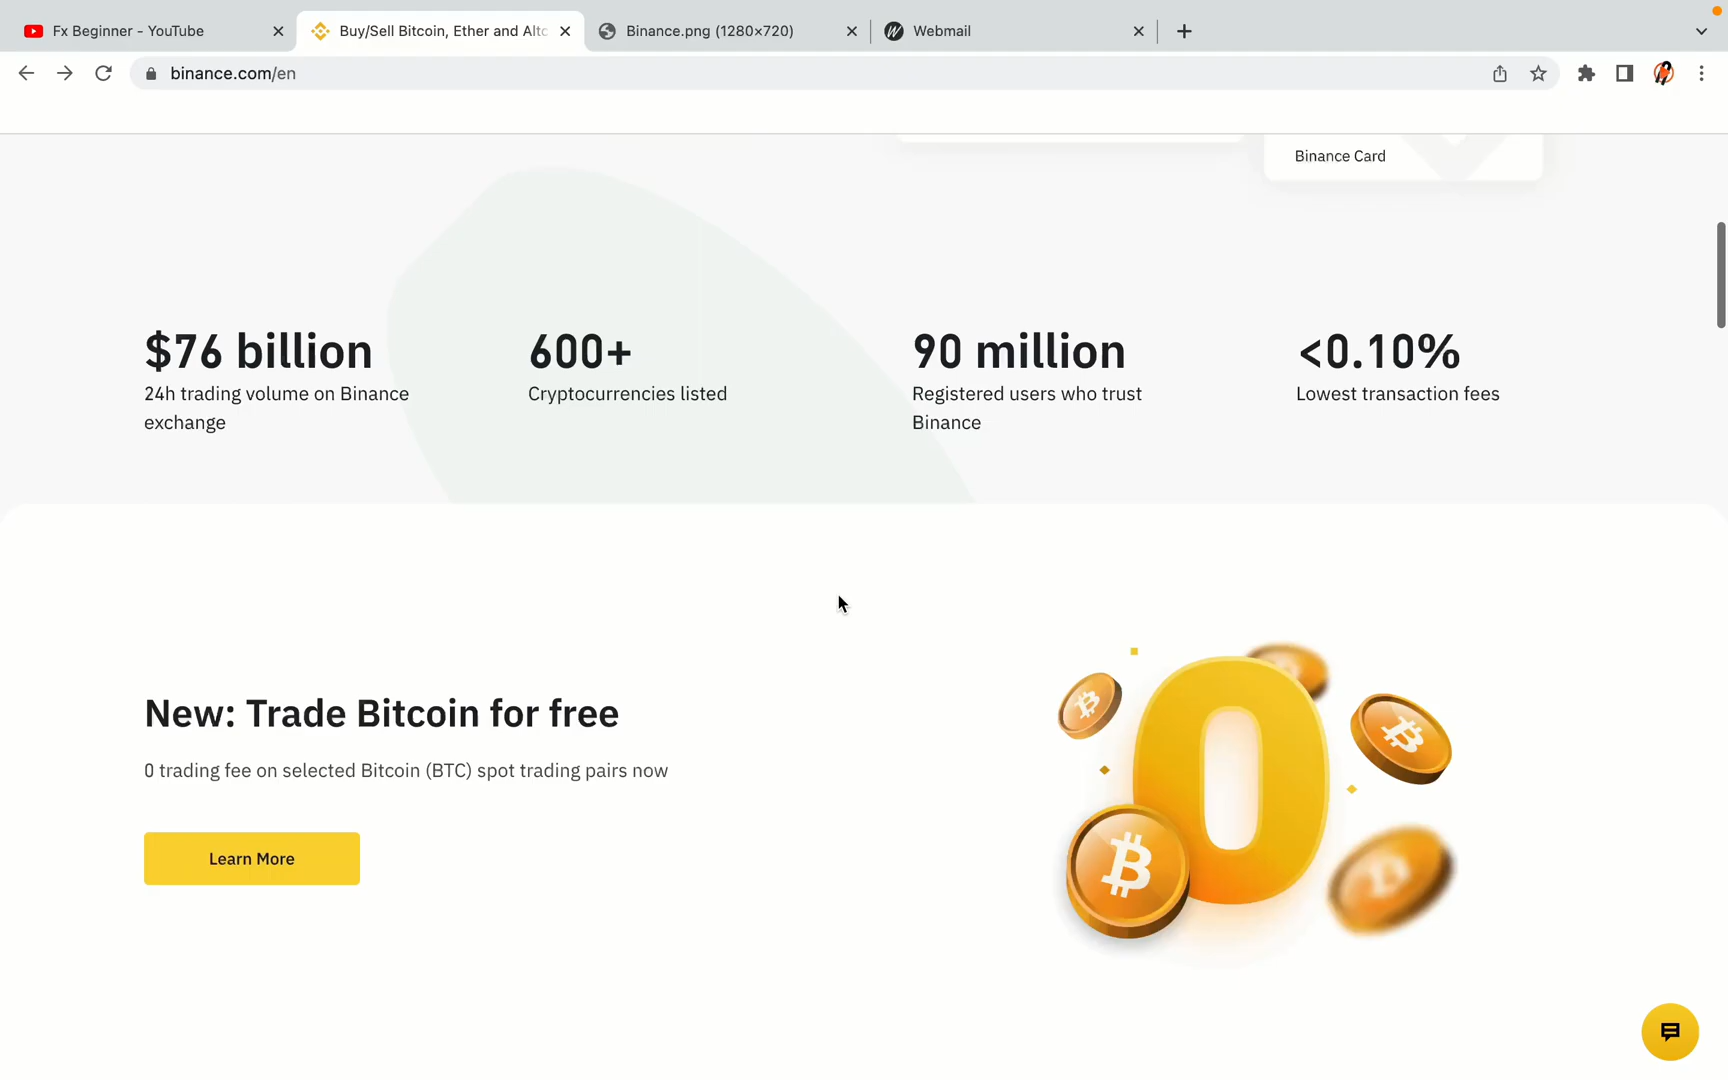 Fx Beginner - YouTube
Buy/Sell Bitcoin, Ether and Altc
Binance.png (1280×720)
Webmail
binance.com/en
Binance Card
$76 billion
24h trading volume on Binance
exchange
600+
Cryptocurrencies listed
90 million
Registered users who trust
Binance
<0.10%
Lowest transaction fees
New: Trade Bitcoin for free
0 trading fee on selected Bitcoin (BTC) spot trading pairs now
Learn More
0